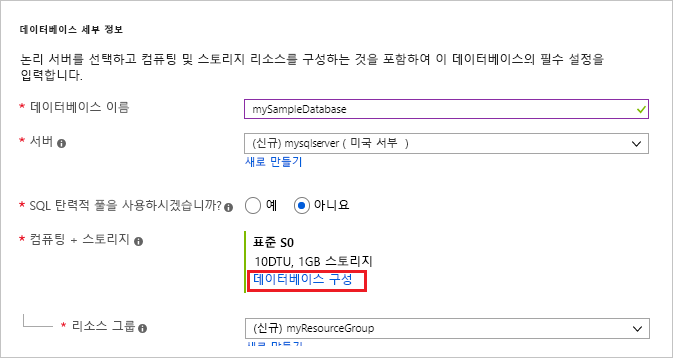 데이터베이스 세부 정보
논리 서버를 선택하고 컴퓨팅 및 스토리지 리소스를 구성하는 것을 포함하여 이 데이터베이스의 필수 설정을
입력합니다.
* 데이터베이스 이름
mySampleDatabase
* 서버
(신규) mysqlserver ( 미국 서부 )
새로 만들기
* SQL 탄력적 풀을 사용하시겠습니까? 예 아니요
* 컴퓨팅 + 스토리지
표준 S0
10DTU, 1GB 스토리지
데이터베이스 구성
* 리소스 그룹
(신규) myResourceGroup
새로 만들기